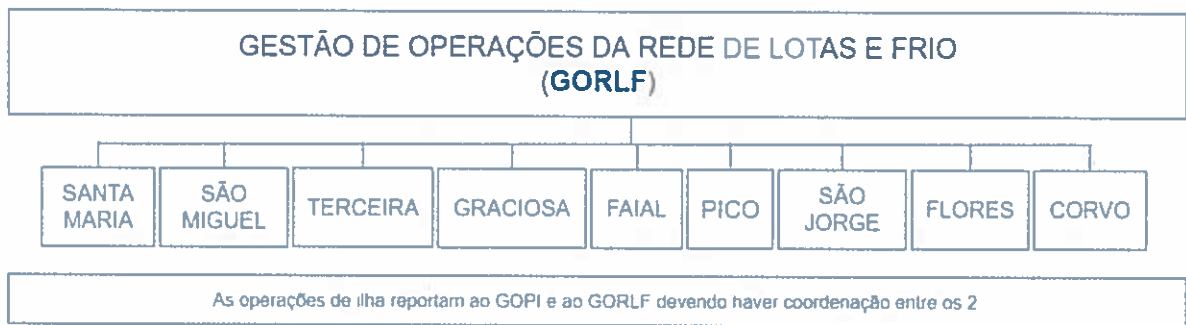 GESTÃO DE OPERAÇÕES DA REDE DE LOTAS E FRIO
(GORLF)
SANTA
MARIA
SÃO
MIGUEL
TERCEIRA
GRACIOSA
FAIAL
PICO
SÃO
JORGE
FLORES
CORVO
As operações de ilha reportam ao GOPI e ao GORLF devendo haver coordenação entre os 2